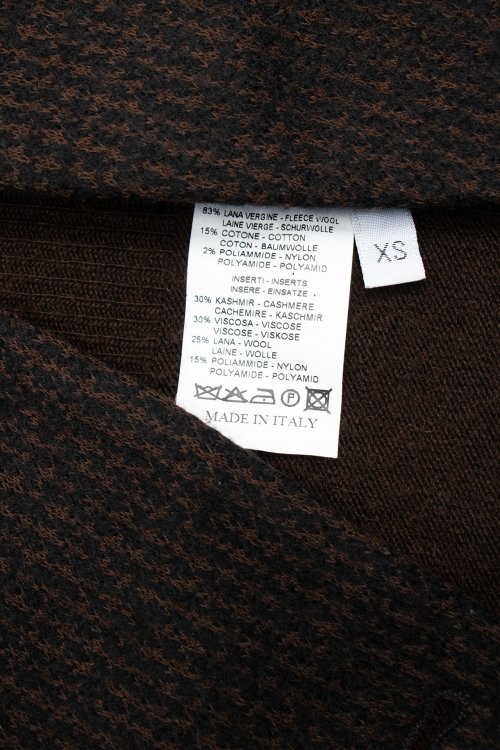 83% LANA VERGINE - FLEECE WOOL
LAINE VIERGE - SCHURWOLLE
15% COTONE - COTTON
COTON - BAUMWOLLE
2% POLIAMMIDE - NYLON
POLYAMIDE - POLYAMID
INSERTI - INSERTS
INSERE - EINSATZE
30% KASHMIR - CASHMERE
CACHEMIRE - KASCHMIR
30% VISCOSA - VISCOSE
VISCOSE - VISKOSE
25% LANA - WOOL
LAINE - WOLLE
15% POLIAMMIDE - NYLON
POLYAMIDE - POLYAMID
P
MADE IN ITALY
XS